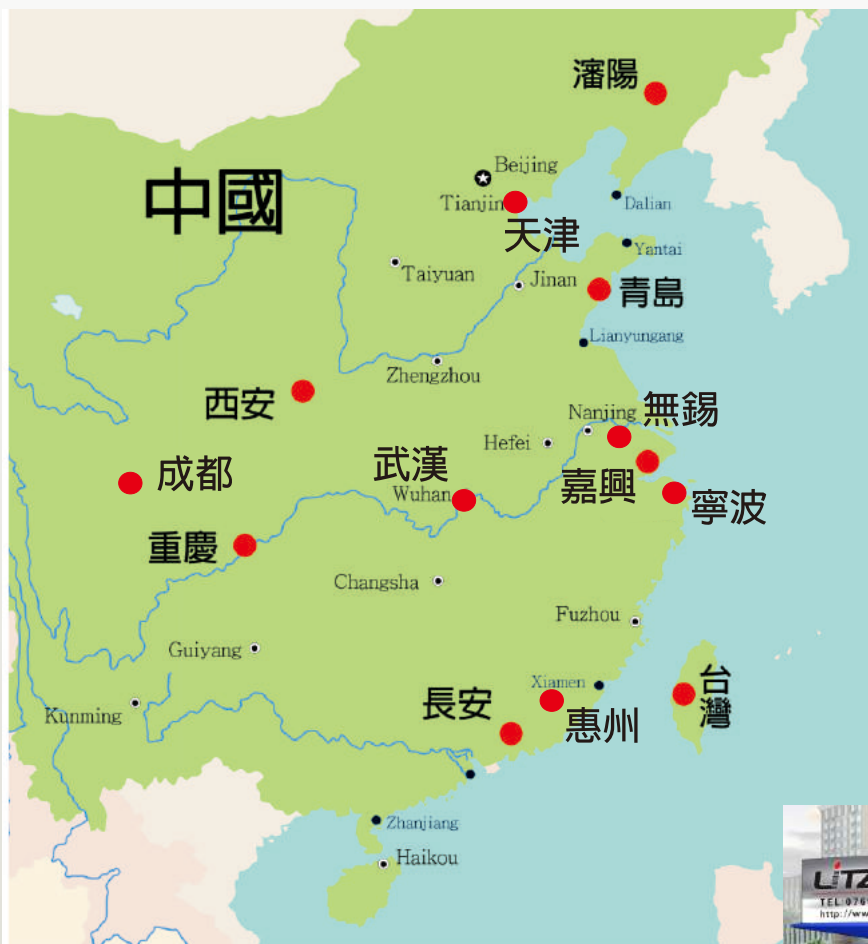 瀋陽
Beijing
中國
Tianjin
天津
Dalian
Yantai
Taiyuan
Jinan
青島
Lianyungang
Zhengzhou
西安
Nanjing
無錫
Hefei
武漢
成都
嘉興
Wuhan
寧波
重慶
Changsha
Fuzhou
Guiyang
台灣
Xiamen
Kunming
長安
惠州
Zhanjiang
Haikou